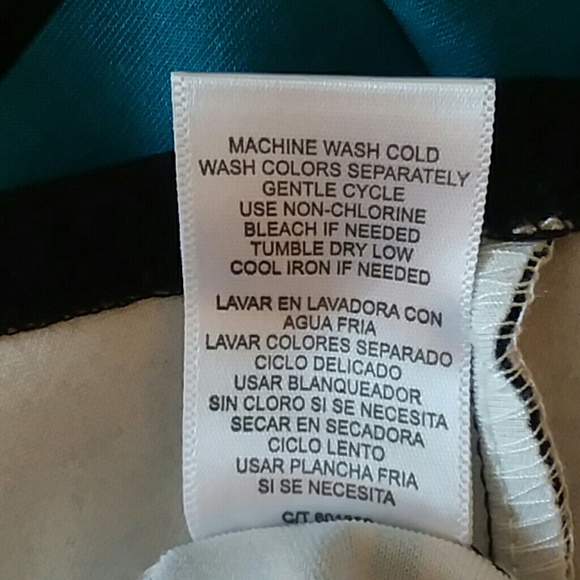 MACHINE WASH COLD
WASH COLORS SEPARATELY
GENTLE CYCLE
USE NON-CHLORINE
BLEACH IF NEEDED
TUMBLE DRY LOW
COOL IRON IF NEEDED
LAVAR EN LAVADORA CON
AGUA FRIA
LAVAR COLORES SEPARADO
CICLO DELICADO
USAR BLANQUEADOR
SIN CLORO SI SE NECESITA
SECAR EN SECADORA
CICLO LENTO
USAR PLANCHA FRIA
SI SE NECESITA
C/T